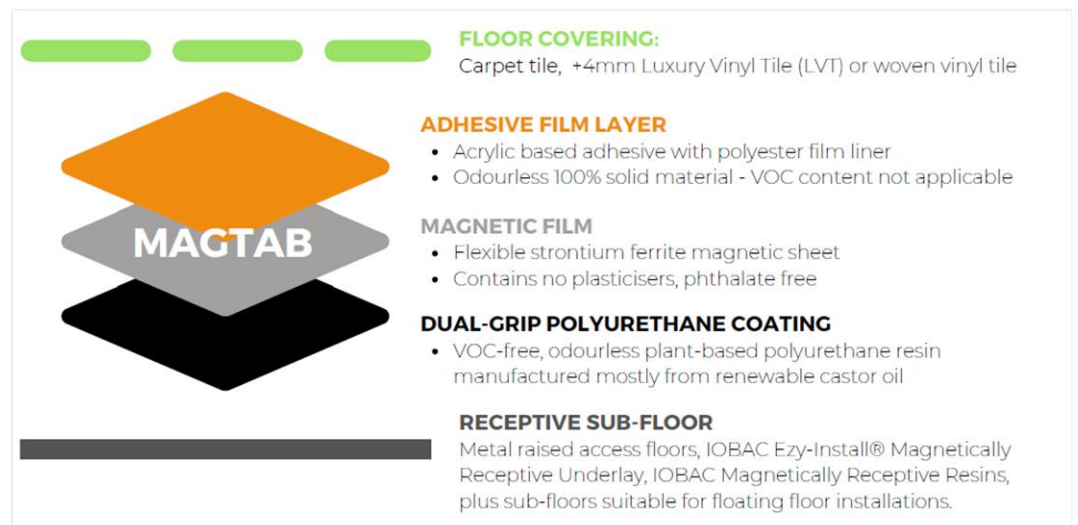 FLOOR COVERING:
Carpet tile, +4mm Luxury Vinyl Tile (LVT) or woven vinyl tile
ADHESIVE FILM LAYER
• Acrylic based adhesive with polyester film liner
• Odourless 100% solid material - VOC content not applicable
MAGTAB
MAGNETIC FILM
• Flexible strontium ferrite magnetic sheet
• Contains no plasticisers, phthalate free
DUAL-GRIP POLYURETHANE COATING
• VOC-free, odourless plant-based polyurethane resin
manufactured mostly from renewable castor oil
RECEPTIVE SUB-FLOOR
Metal raised access floors, IOBAC Ezy-Install® Magnetically
Receptive Underlay, IOBAC Magnetically Receptive Resins,
plus sub-floors suitable for floating floor installations.